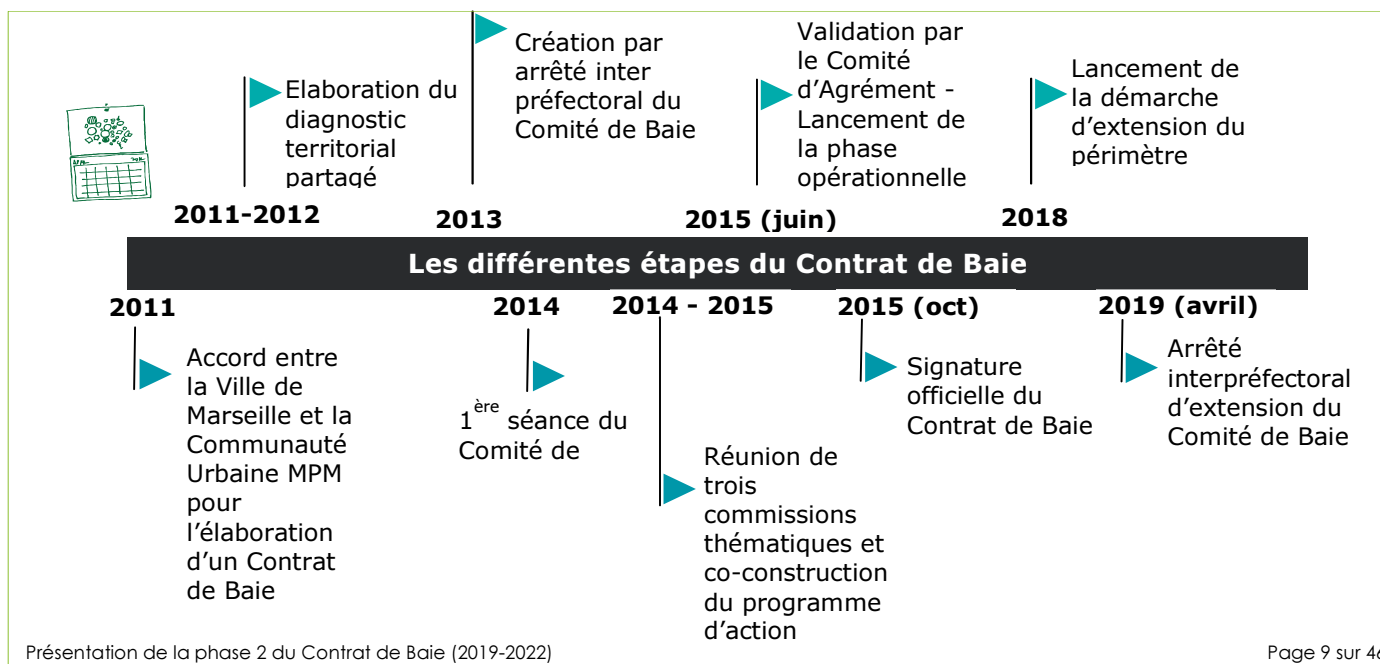 Elaboration du
diagnostic
territorial
partagé
2011-2012
Création par
arrêté inter
préfectoral du
Comité de Baie
2013
Validation par
le Comité
d’Agrément -
Lancement de
la phase
opérationnelle
2015 (juin)
Lancement de
la démarche
d’extension du
périmètre
2018
Les différentes étapes du Contrat de Baie
2011
Accord entre
la Ville de
Marseille et la
Communauté
Urbaine MPM
pour
l’élaboration
d’un Contrat
de Baie
2014
1ère séance du
Comité de
2014 - 2015
Réunion de
trois
commissions
thématiques et
co-construction
du programme
d’action
2015 (oct)
Signature
officielle du
Contrat de Baie
2019 (avril)
Arrêté
interpréfectoral
d’extension du
Comité de Baie
Présentation de la phase 2 du Contrat de Baie (2019-2022)
Page 9 sur 46